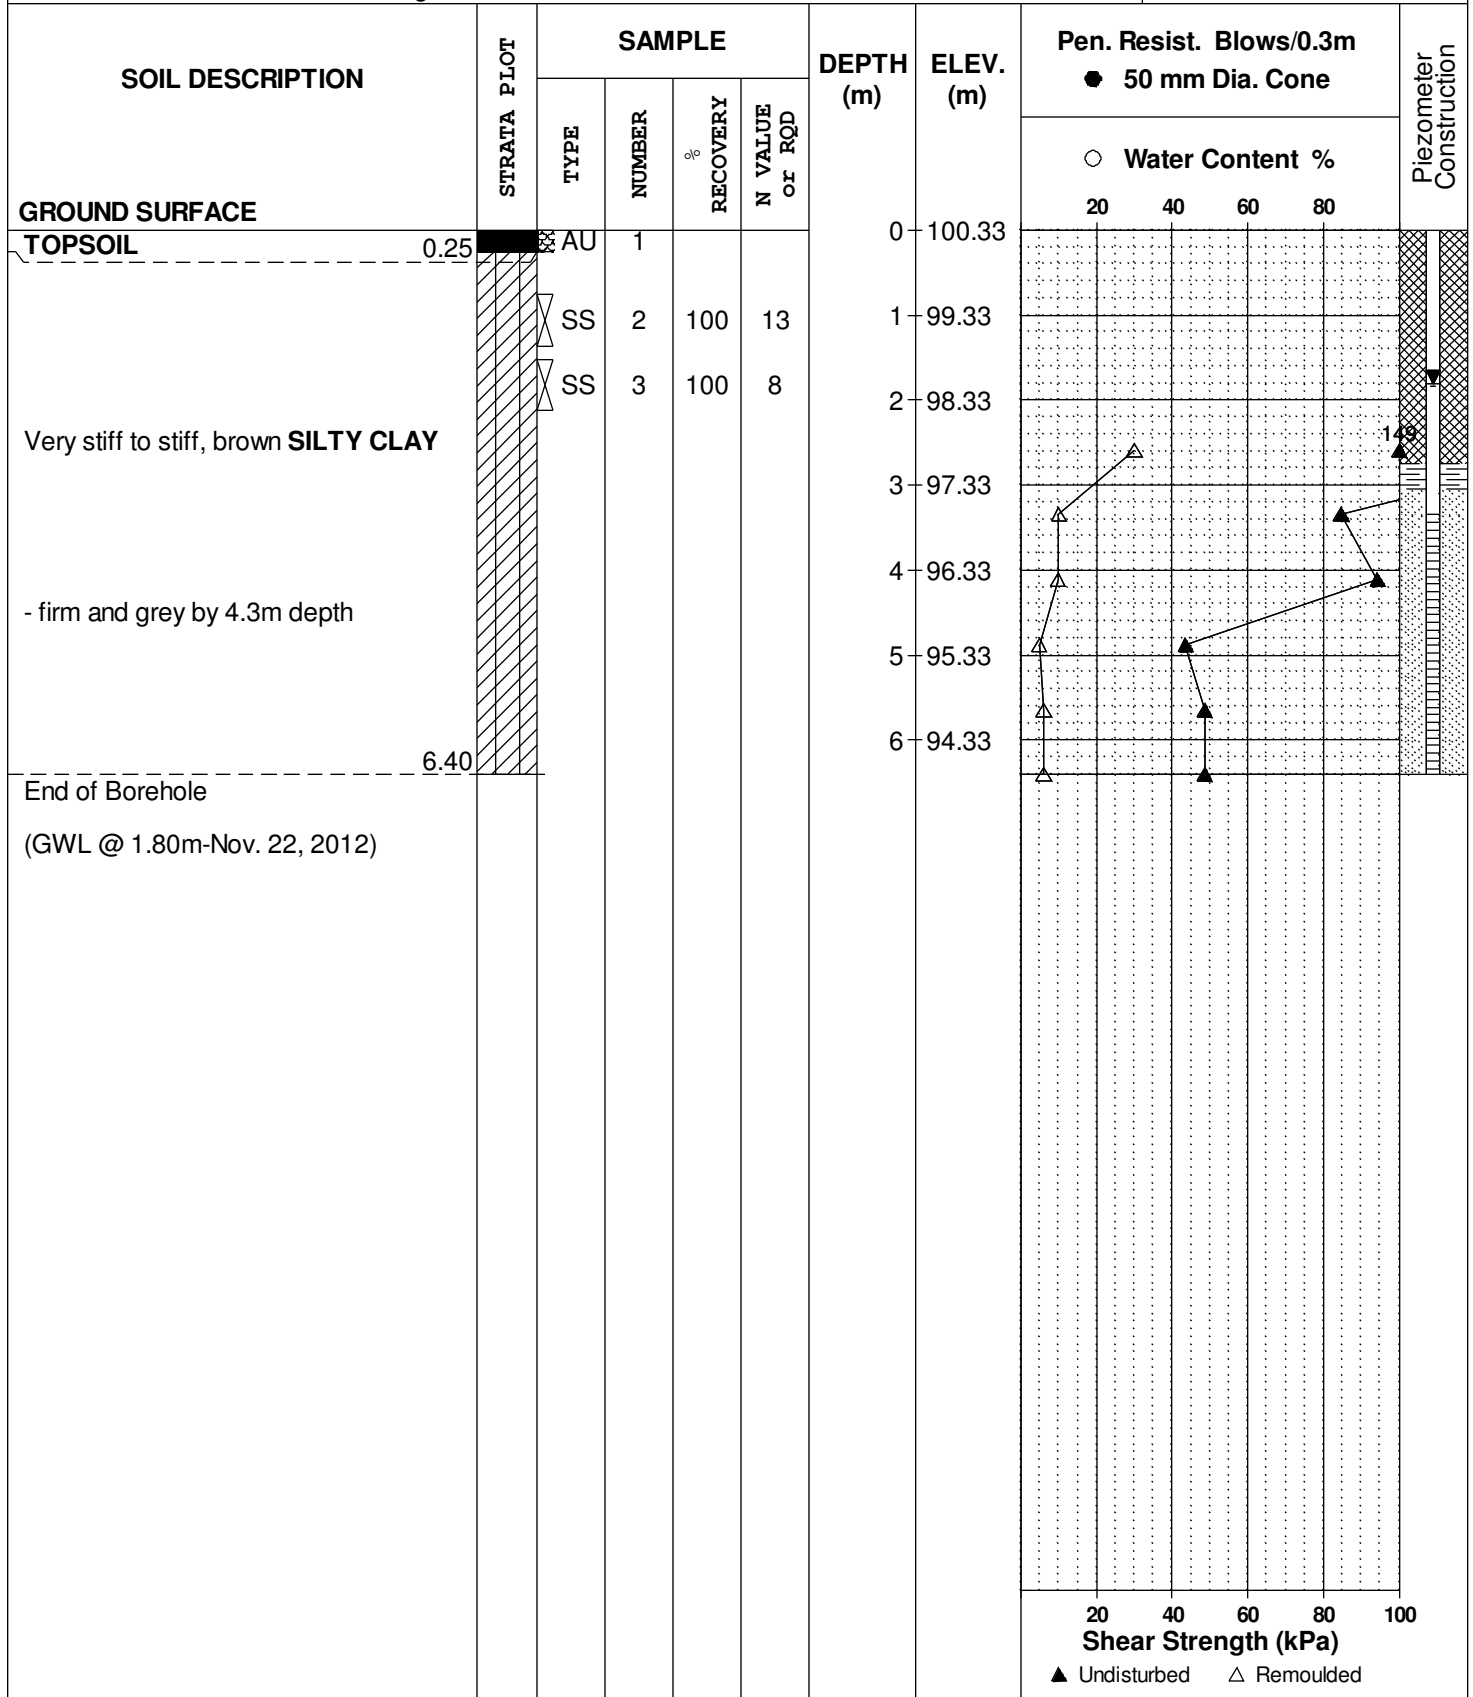 SOIL DESCRIPTION
GROUND SURFACE
STRATA PLOT
SAMPLE
TYPE
NUMBER
%
RECOVERY
N VALUE
or RQD
DEPTH
(m)
ELEV.
(m)
Pen. Resist. Blows/0.3m
50 mm Dia. Cone
Water Content %
20 40 60 80
Piezometer
Construction
TOPSOIL 0.25
AU 1
0 100.33
SS 2 100 13
1 99.33
SS 3 100 8
2 98.33
Very stiff to stiff, brown SILTY CLAY
149
3 97.33
4 96.33
- firm and grey by 4.3m depth
5 95.33
6 94.33
6.40
End of Borehole
(GWL @ 1.80m-Nov. 22, 2012)
20 40 60 80 100
Shear Strength (kPa)
Undisturbed Remoulded